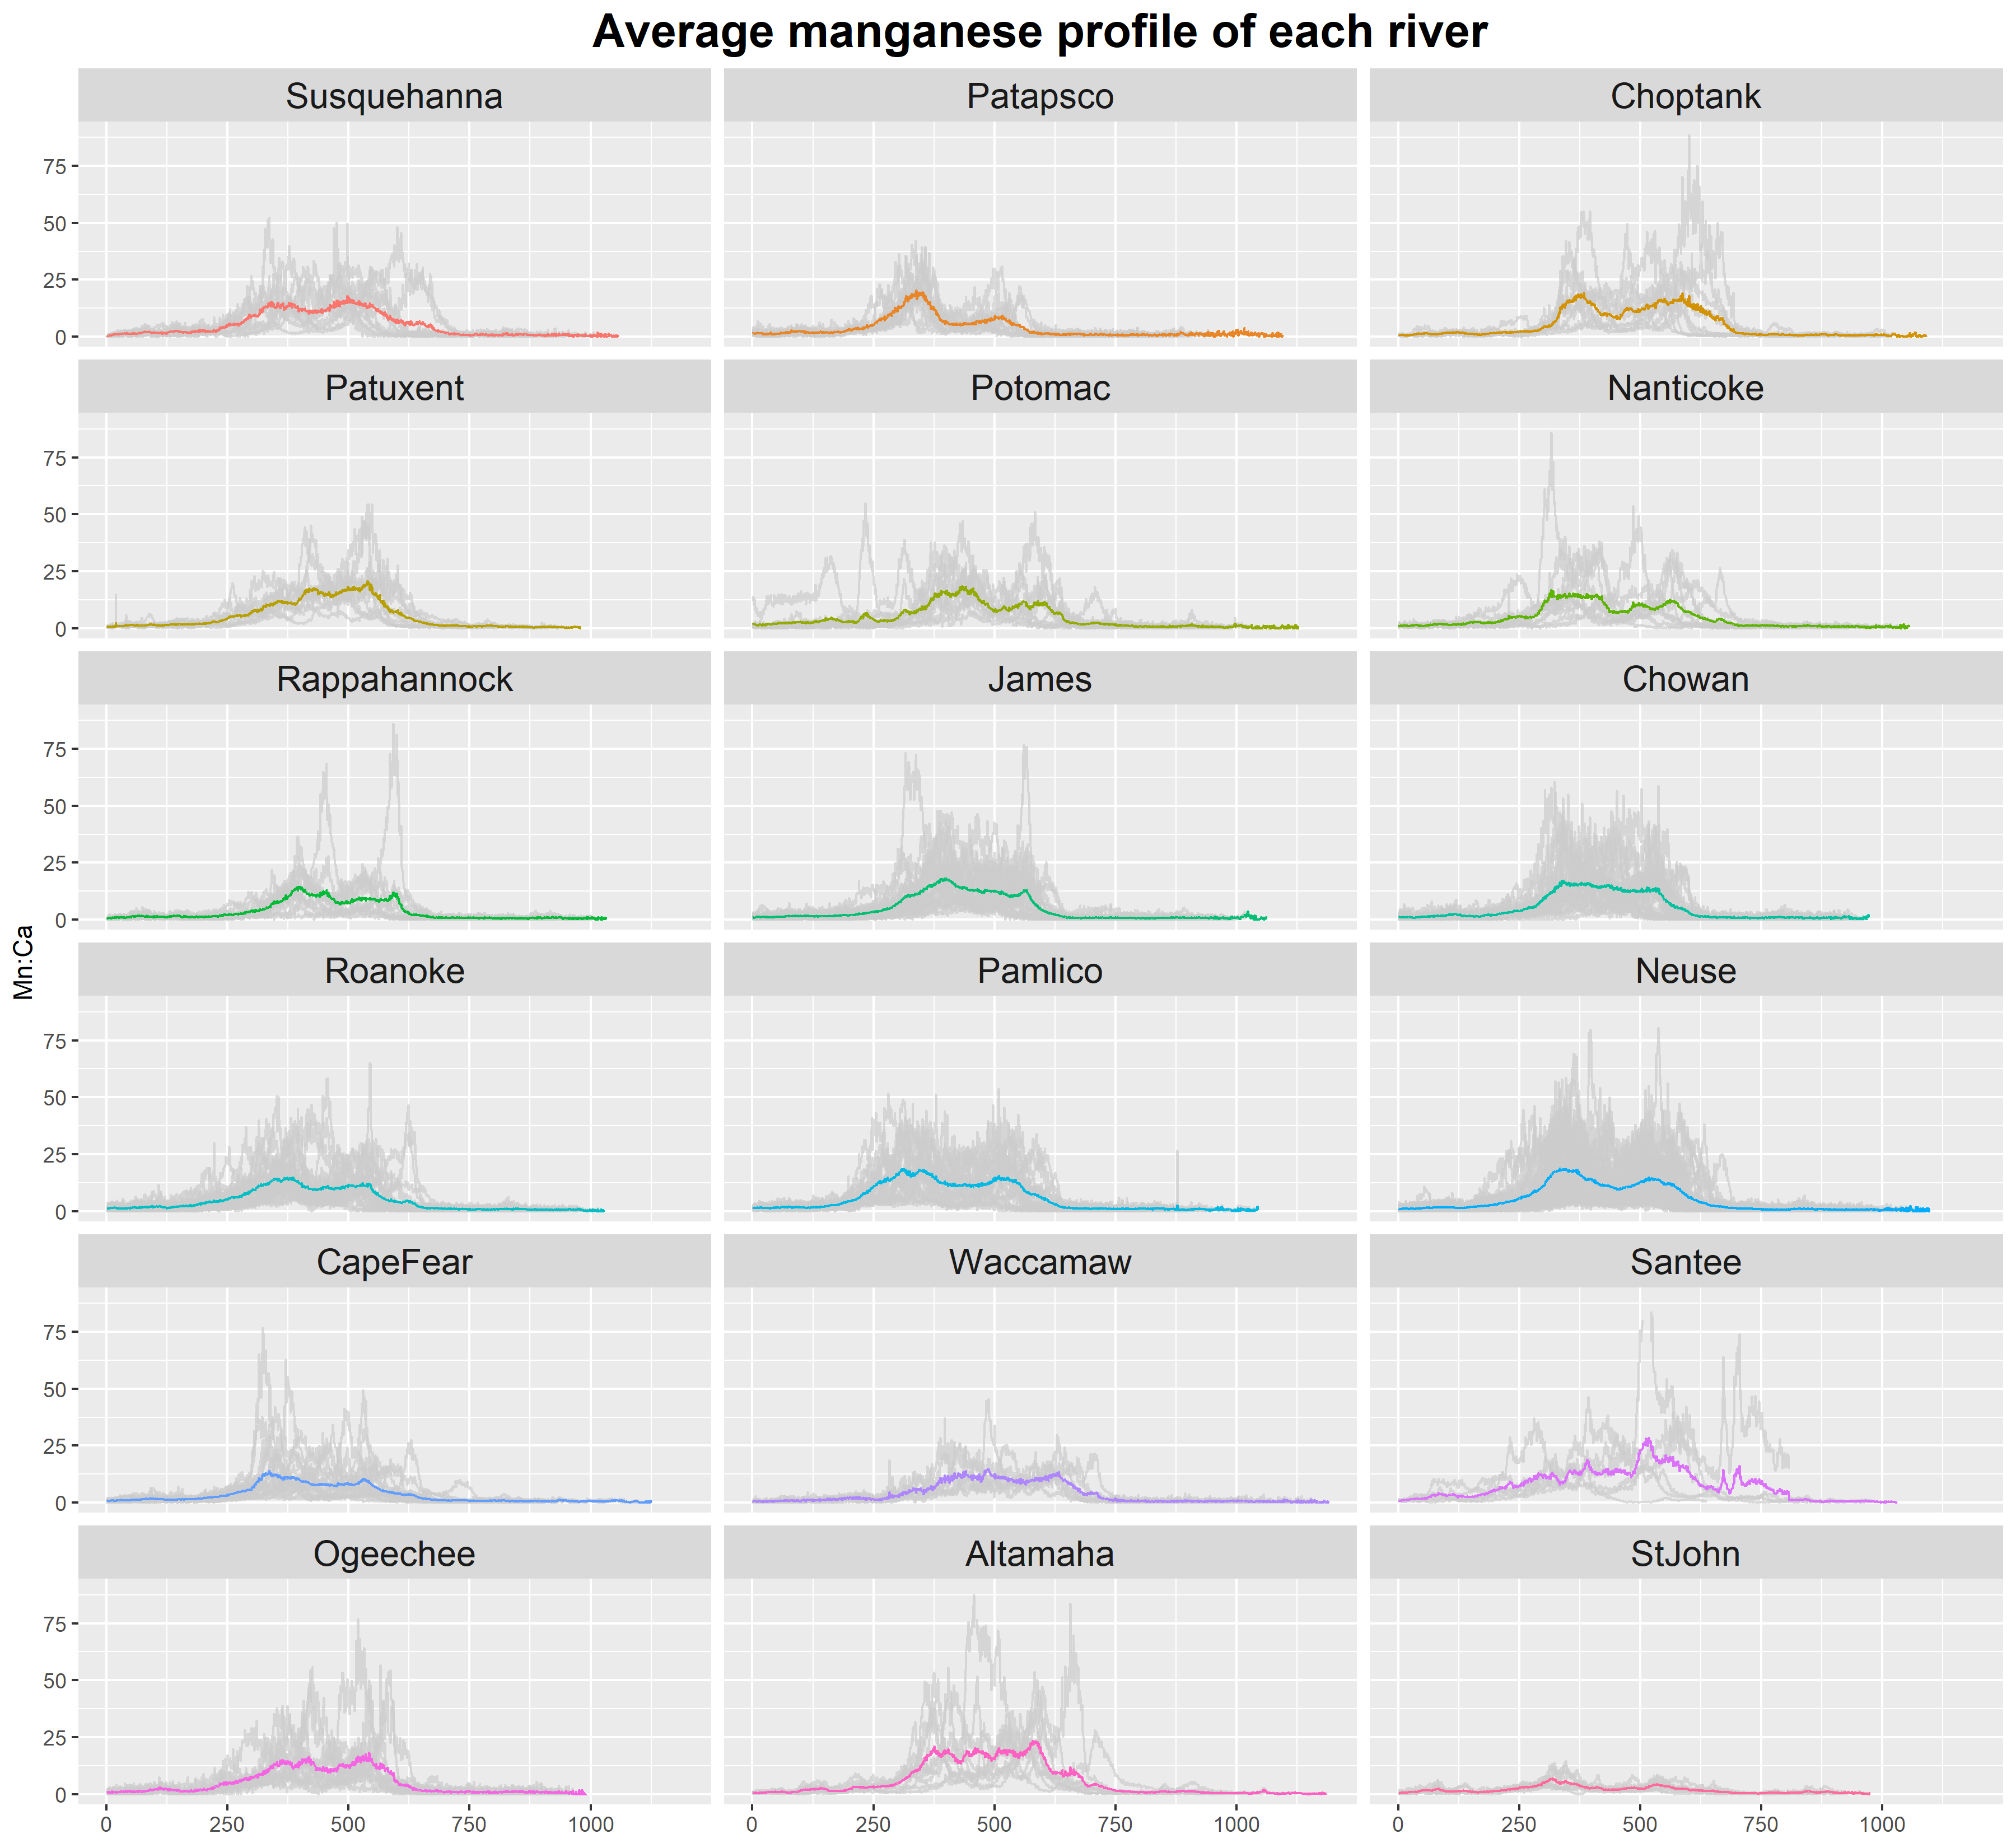 Average manganese profile of each river
Susquehanna Patapsco Choptank
75
50
25
0
Patuxent Potomac Nanticoke
75
50
25
0
Rappahannock James Chowan
75
50
25
0
Mn:Ca
Roanoke Pamlico Neuse
75
50
25
0
CapeFear Waccamaw Santee
75
50
25
0
Ogeechee Altamaha StJohn
75
50
25
0
0 250 500 750 1000 0 250 500 750 1000 0 250 500 750 1000